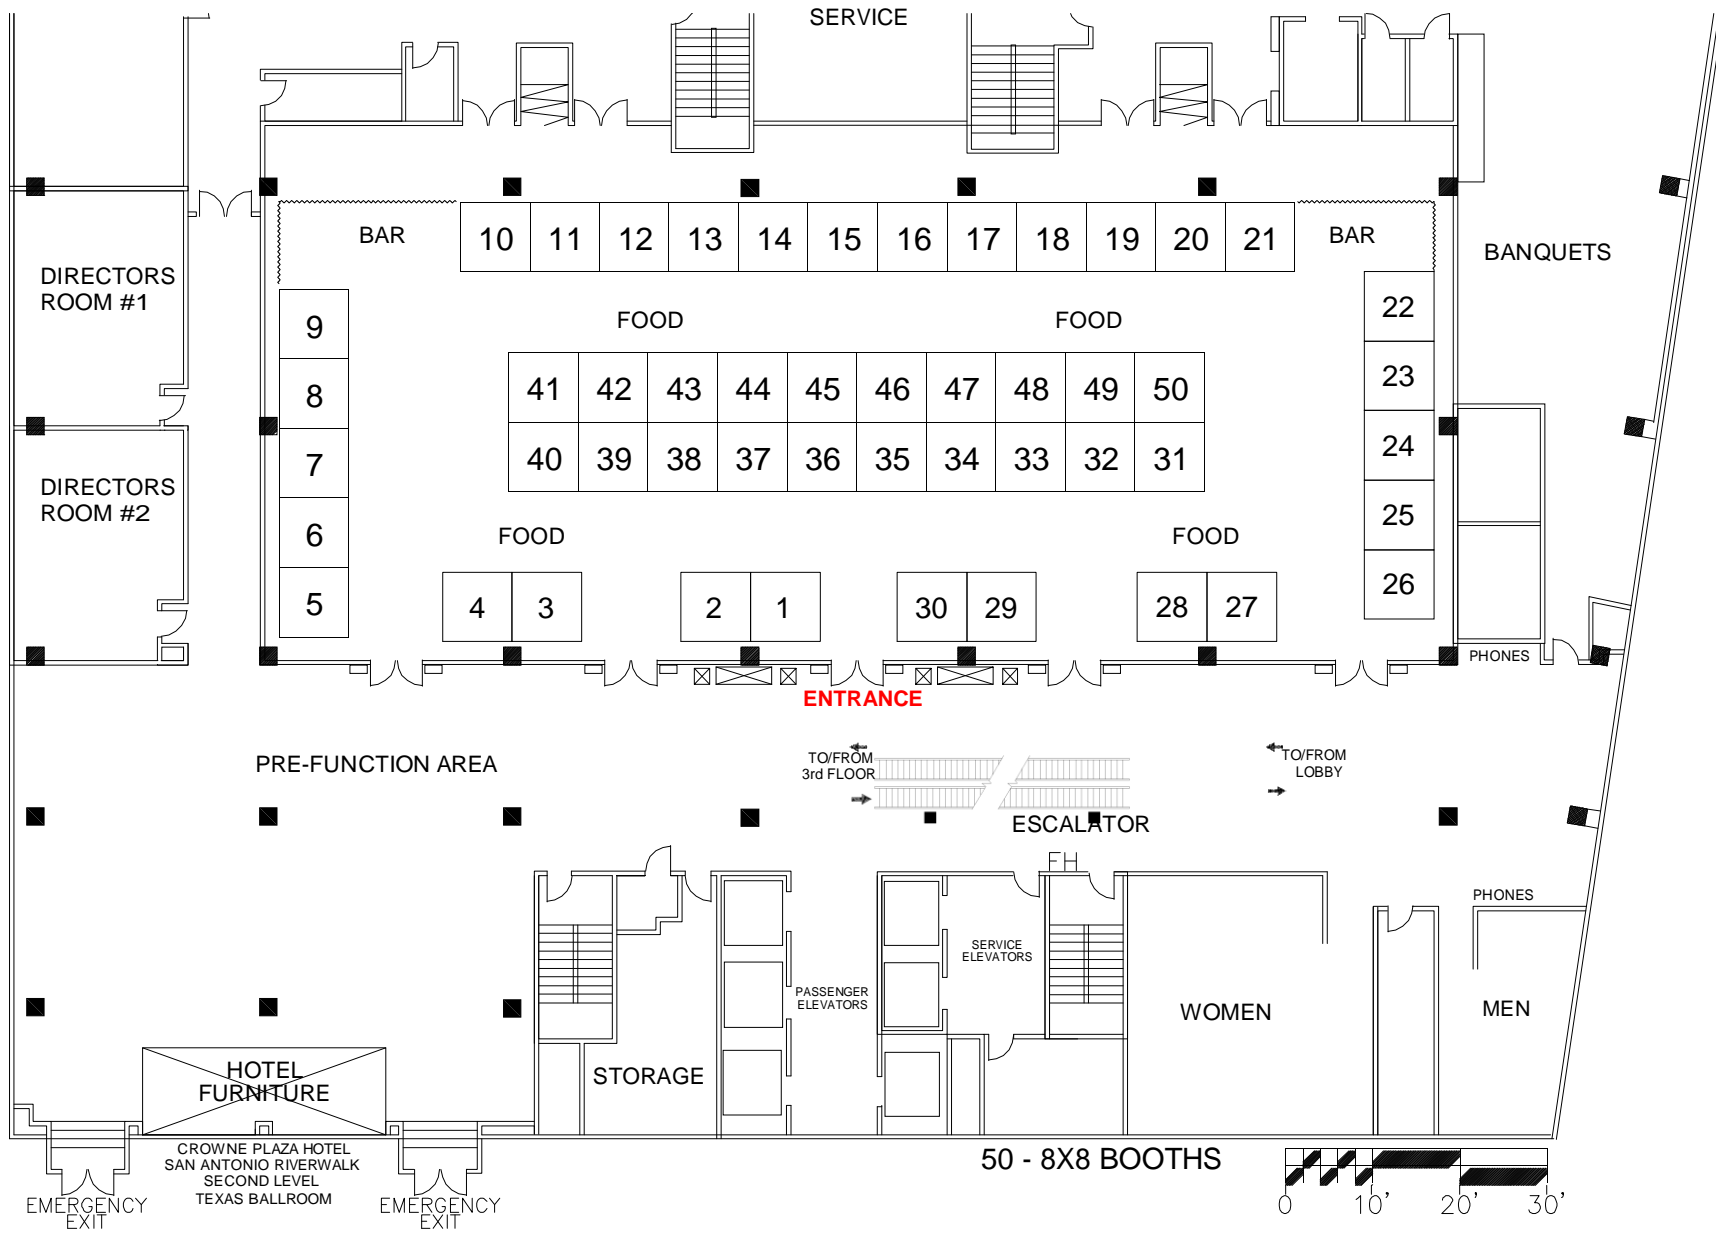 SERVICE
BAR
10 11 12 13 14 15 16 17 18 19 20 21
BAR
BANQUETS
DIRECTORS
ROOM #1
9
8
7
6
5
FOOD
FOOD
22
23
24
25
26
41 42 43 44 45 46 47 48 49 50
40 39 38 37 36 35 34 33 32 31
DIRECTORS
ROOM #2
FOOD
FOOD
4 3
2 1
30 29
28 27
PHONES
ENTRANCE
PRE-FUNCTION AREA
TO/FROM
3rd FLOOR
TO/FROM
LOBBY
ESCALATOR
FH
PHONES
SERVICE
ELEVATORS
PASSENGER
ELEVATORS
WOMEN
MEN
HOTEL
FURNITURE
STORAGE
CROWNE PLAZA HOTEL
SAN ANTONIO RIVERWALK
SECOND LEVEL
TEXAS BALLROOM
50 - 8X8 BOOTHS
EMERGENCY
EXIT
EMERGENCY
EXIT
0 10' 20' 30'